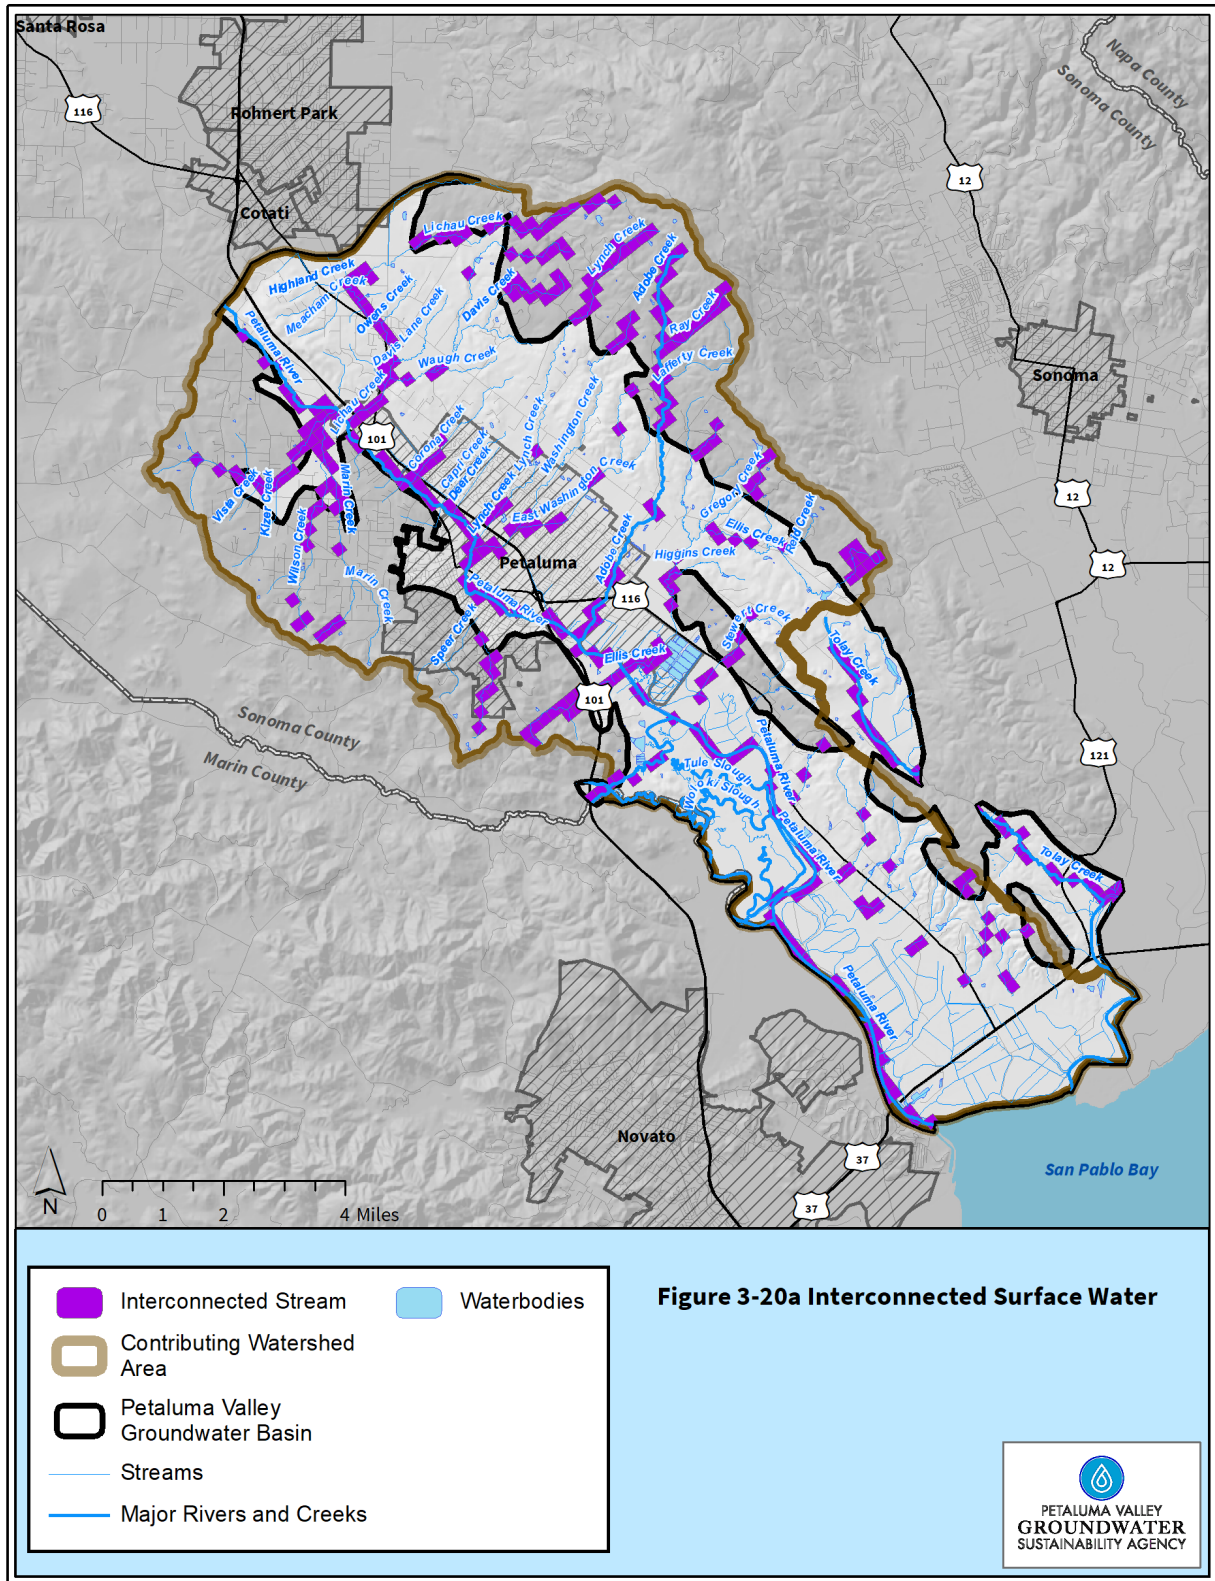 Santa Rosa
Napa County
Sonoma County
116
Rohnert Park
12
Cotati
Lichau Creek
Lynch Creek
Adobe Creek
Highland Creek
Meacham Creek
Owens Creek
Davis Creek
Ray Creek
Petaluma River
Davis Lane Creek
Waugh Creek
Lafferty Creek
Sonoma
Lichau Creek
101
Corona Creek
Capri Creek
Deer Creek
Lynch Creek
Washington Creek
Vista Creek
Kizer Creek
Marin Creek
Lynch Creek
East Washington Creek
Gregory Creek
12
Wilson Creek
Ellis Creek
Reid Creek
Petaluma
Adobe Creek
Higgins Creek
12
Marin Creek
Petaluma River
116
Speer Creek
Stewart Creek
Ellis Creek
Tolay Creek
101
Sonoma County
Marin County
Petaluma River
121
Tule Slough
Woloki Slough
Petaluma River
Tolay Creek
Petaluma River
Novato
37
San Pablo Bay
37
N
0 1 2 4 Miles
Interconnected Stream
Waterbodies
Contributing Watershed
Area
Petaluma Valley
Groundwater Basin
Streams
Major Rivers and Creeks
Figure 3-20a Interconnected Surface Water
PETALUMA VALLEY
GROUNDWATER
SUSTAINABILITY AGENCY